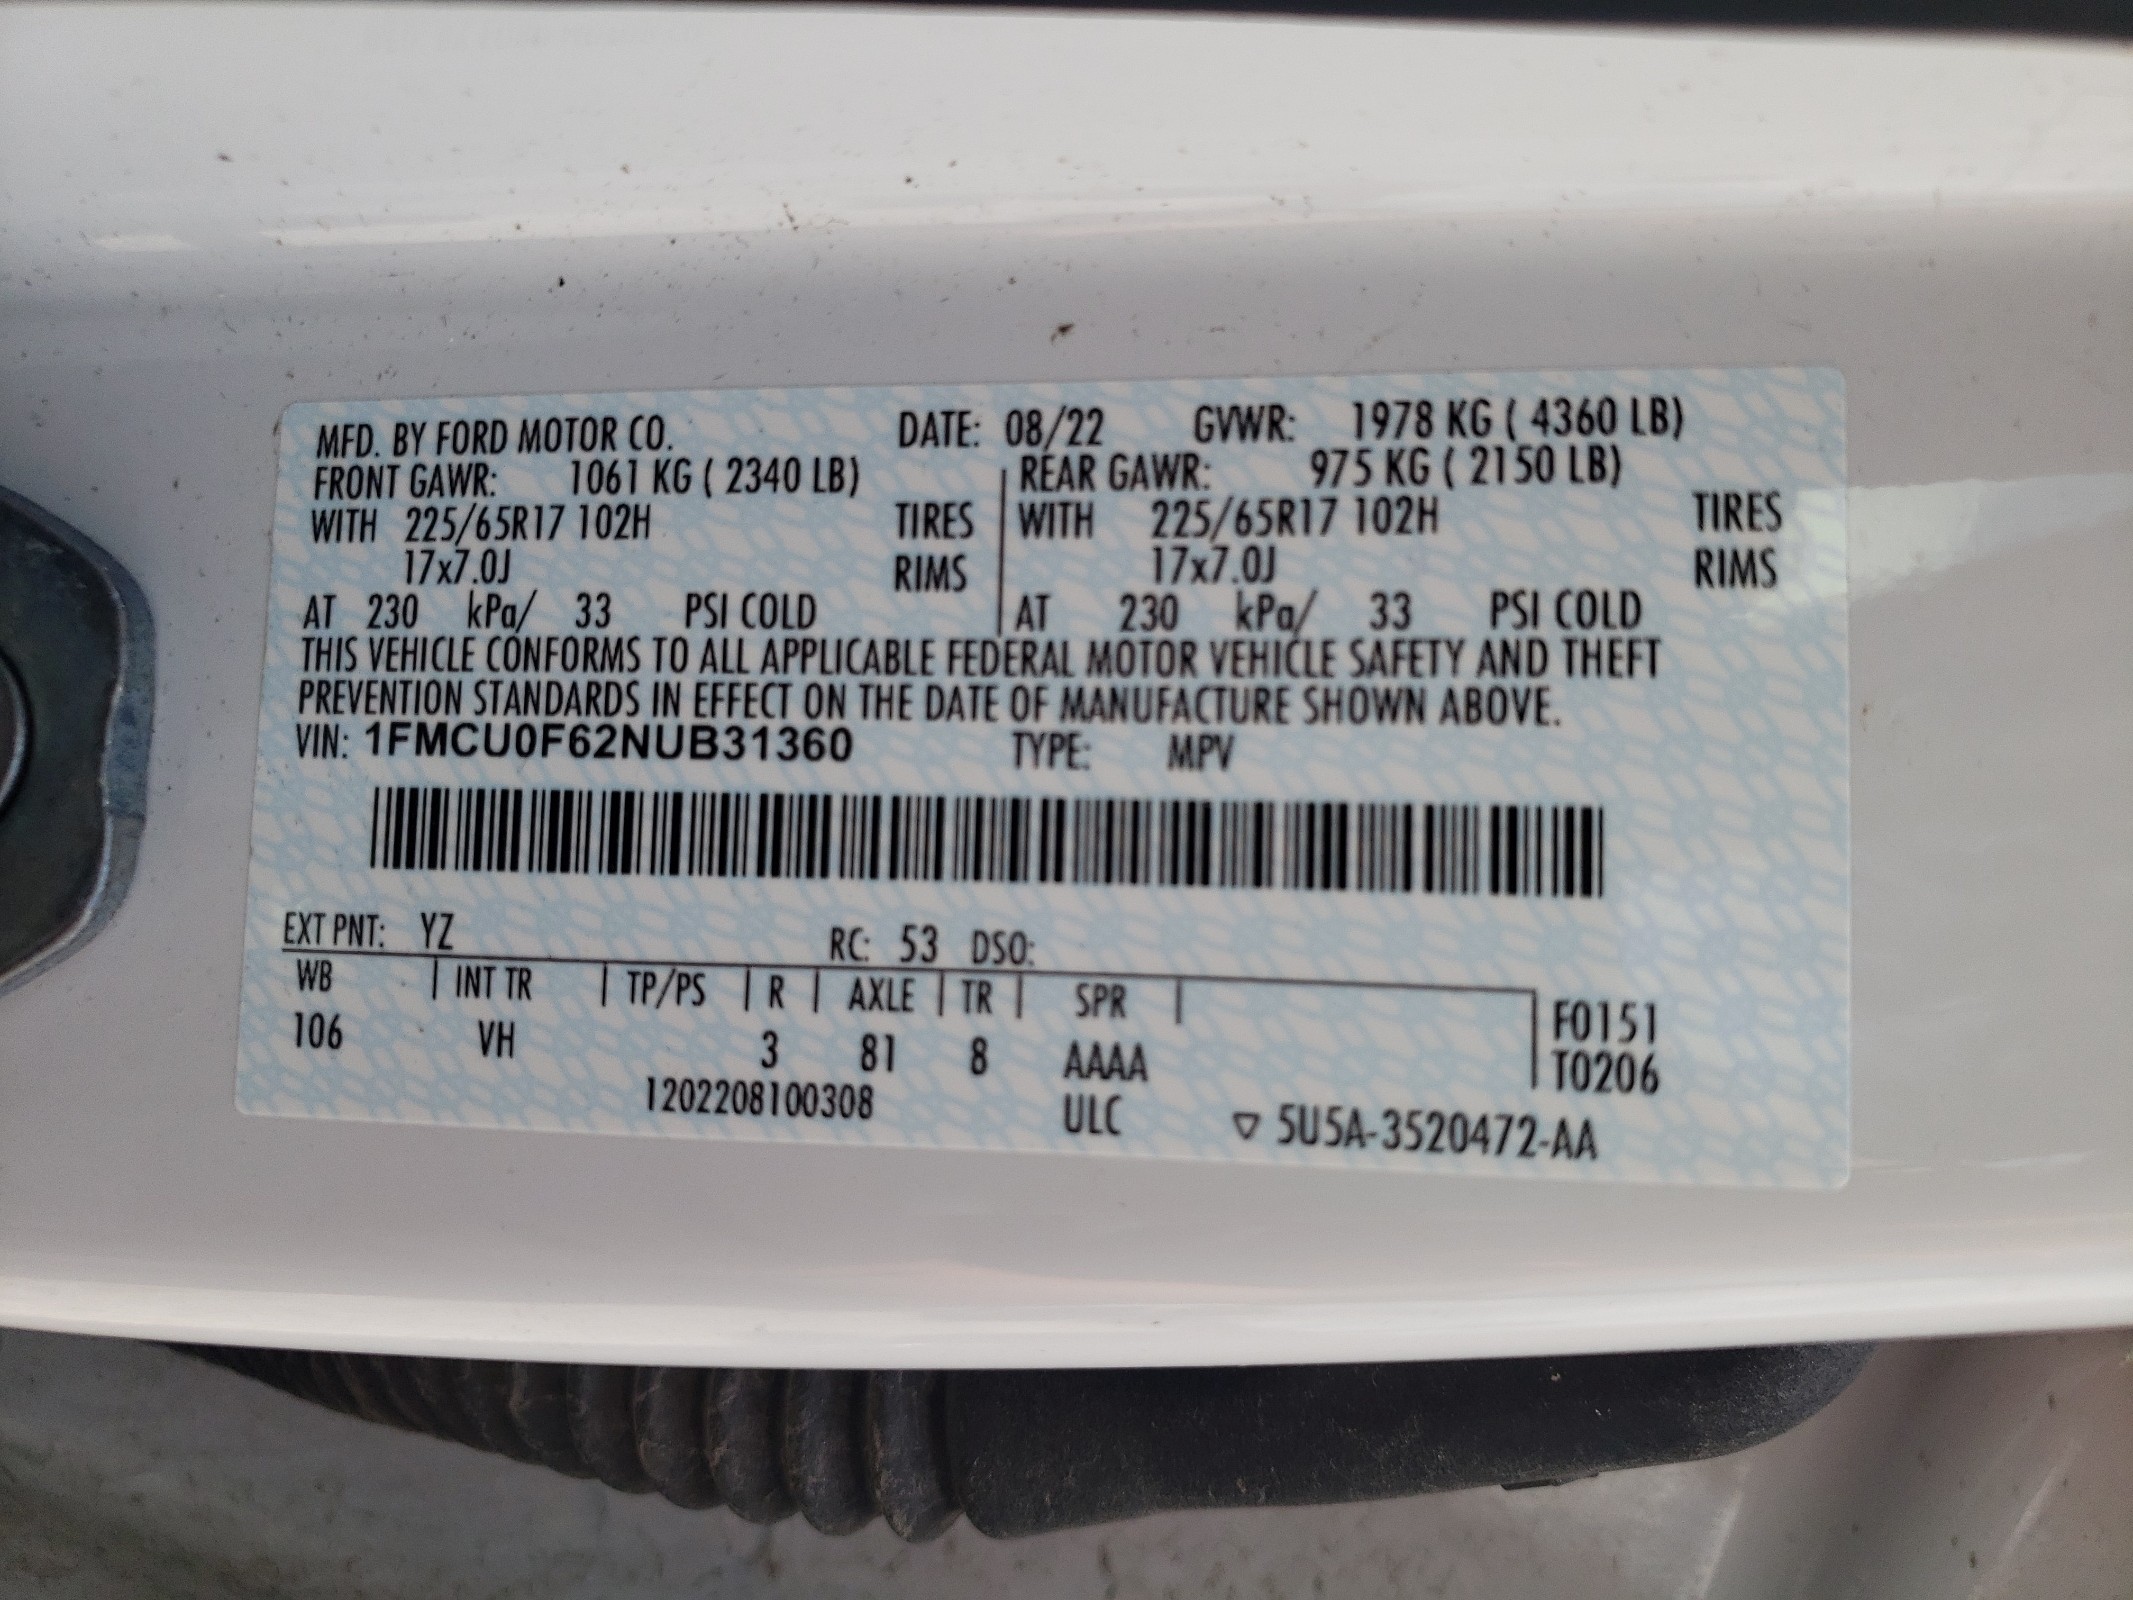 MFD. BY FORD MOTOR CO. DATE: 08/22 GVWR: 1978 KG ( 4360 LB)
FRONT GAWR: 1061 KG ( 2340 LB) REAR GAWR: 975 KG ( 2150 LB)
WITH 225/65R17 102H TIRES WITH 225/65R17 102H TIRES
17x7.0J RIMS 17x7.0J RIMS
AT 230 kPa/ 33 PSI COLD AT 230 kPa/ 33 PSI COLD
THIS VEHICLE CONFORMS TO ALL APPLICABLE FEDERAL MOTOR VEHICLE SAFETY AND THEFT
PREVENTION STANDARDS IN EFFECT ON THE DATE OF MANUFACTURE SHOWN ABOVE.
VIN: 1FMCU0F62NUB31360 TYPE: MPV
EXT PNT: YZ RC: 53 DSO:
WB INT TR TP/PS R AXLE TR SPR
106 VH 3 81 8 AAAA
F0151
T0206
1202208100308 ULC ▽ 5U5A-3520472-AA